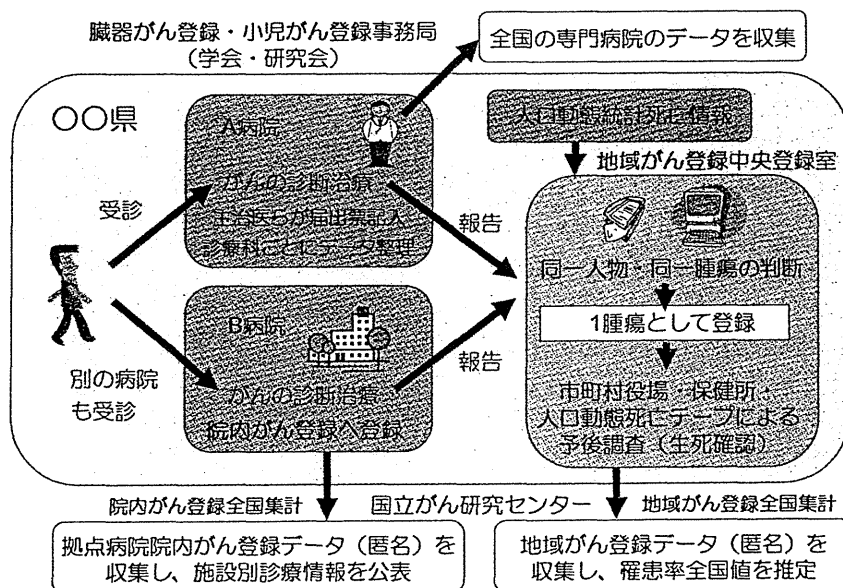 臓器がん登録・小児がん登録事務局
（学会・研究会）
全国の専門病院のデータを収集
〇〇県
A病院
がんの診断治療
主治医らが届出票記入
診療科ごとにデータ整理
人口動態統計死亡情報
地域がん登録中央登録室
受診
報告
同一人物・同一腫瘍の判断
1腫瘍として登録
B病院
がんの診断治療
院内がん登録へ登録
別の病院
も受診
報告
市町村役場・保健所：
人口動態死亡テープによる
予後調査（生死確認）
院内がん登録全国集計
国立がん研究センター
地域がん登録全国集計
拠点病院院内がん登録データ（匿名）を
収集し、施設別診療情報を公表
地域がん登録データ（匿名）を
収集し、罹患率全国値を推定